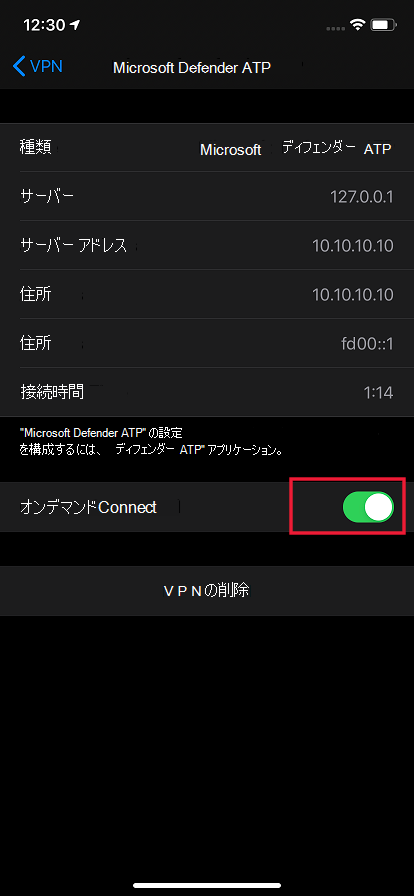 12:30
VPN Microsoft Defender ATP
種類 Microsoft ディフェンダー ATP
サーバー 127.0.0.1
サーバー アドレス 10.10.10.10
住所 10.10.10.10
住所 fd00::1
接続時間 1:14
"Microsoft Defender ATP" の設定
を構成するには、 ディフェンダー ATP" アプリケーション。
オンデマンドConnect
ＶＰＮの削除